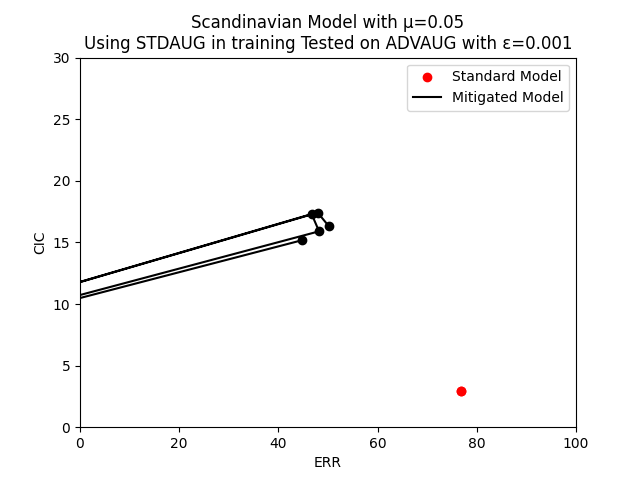 Scandinavian Model with μ=0.05
Using STDAUG in training Tested on ADVAUG with ε=0.001
Standard Model
Mitigated Model
30
25
20
15
10
5
0
CIC
0 20 40 60 80 100
ERR